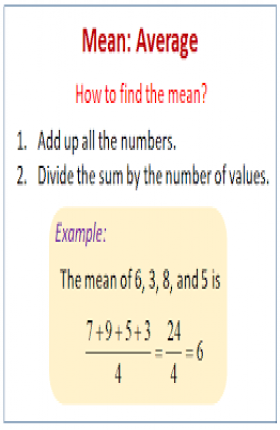 Mean: Average
How to find the mean?
1. Add up all the numbers.
2. Divide the sum by the number of values.
Example:
The mean of 6, 3, 8, and 5 is
7+9+5+3/4 = 24/4 = 6